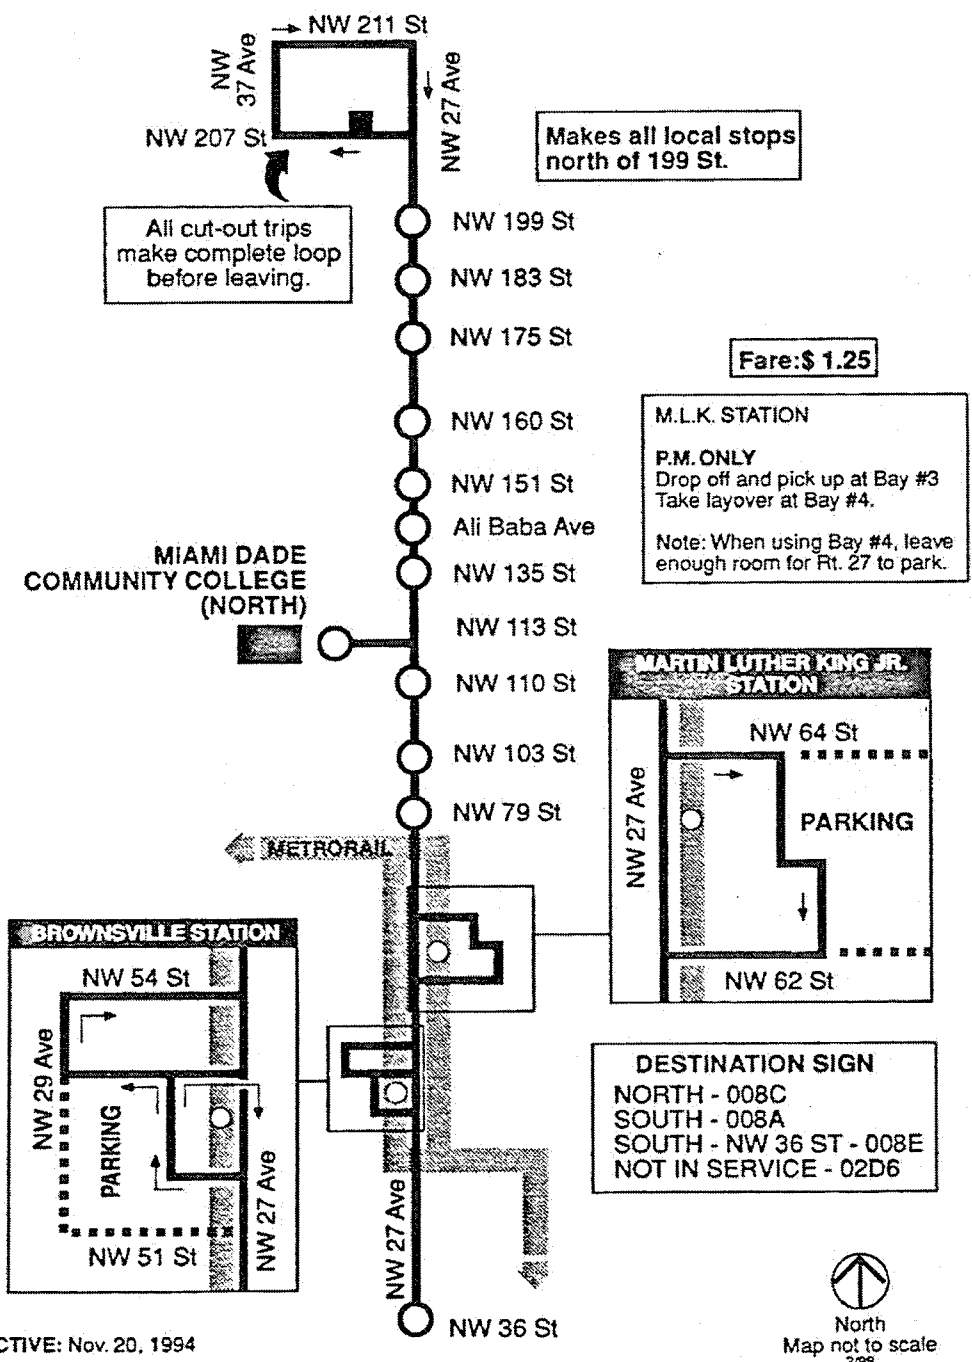 NW 211 St
NW
37 Ave
NW 27 Ave
NW 207 St
Makes all local stops
north of 199 St.
All cut-out trips
make complete loop
before leaving.
NW 199 St
NW 183 St
NW 175 St
Fare:$ 1.25
NW 160 St
M.L.K. STATION
P.M. ONLY
Drop off and pick up at Bay #3
Take layover at Bay #4.
Note: When using Bay #4, leave
enough room for Rt. 27 to park.
NW 151 St
Ali Baba Ave
NW 135 St
MIAMI DADE
COMMUNITY COLLEGE
(NORTH)
NW 113 St
NW 110 St
NW 103 St
NW 79 St
MARTIN LUTHER KING JR.
STATION
NW 64 St
NW 27 Ave
PARKING
NW 62 St
METRORAIL
BROWNSVILLE STATION
NW 54 St
NW 29 Ave
PARKING
NW 27 Ave
NW 51 St
DESTINATION SIGN
NORTH - 008C
SOUTH - 008A
SOUTH - NW 36 ST - 008E
NOT IN SERVICE - 02D6
NW 27 Ave
NW 36 St
North
Map not to scale
CTIVE: Nov. 20, 1994